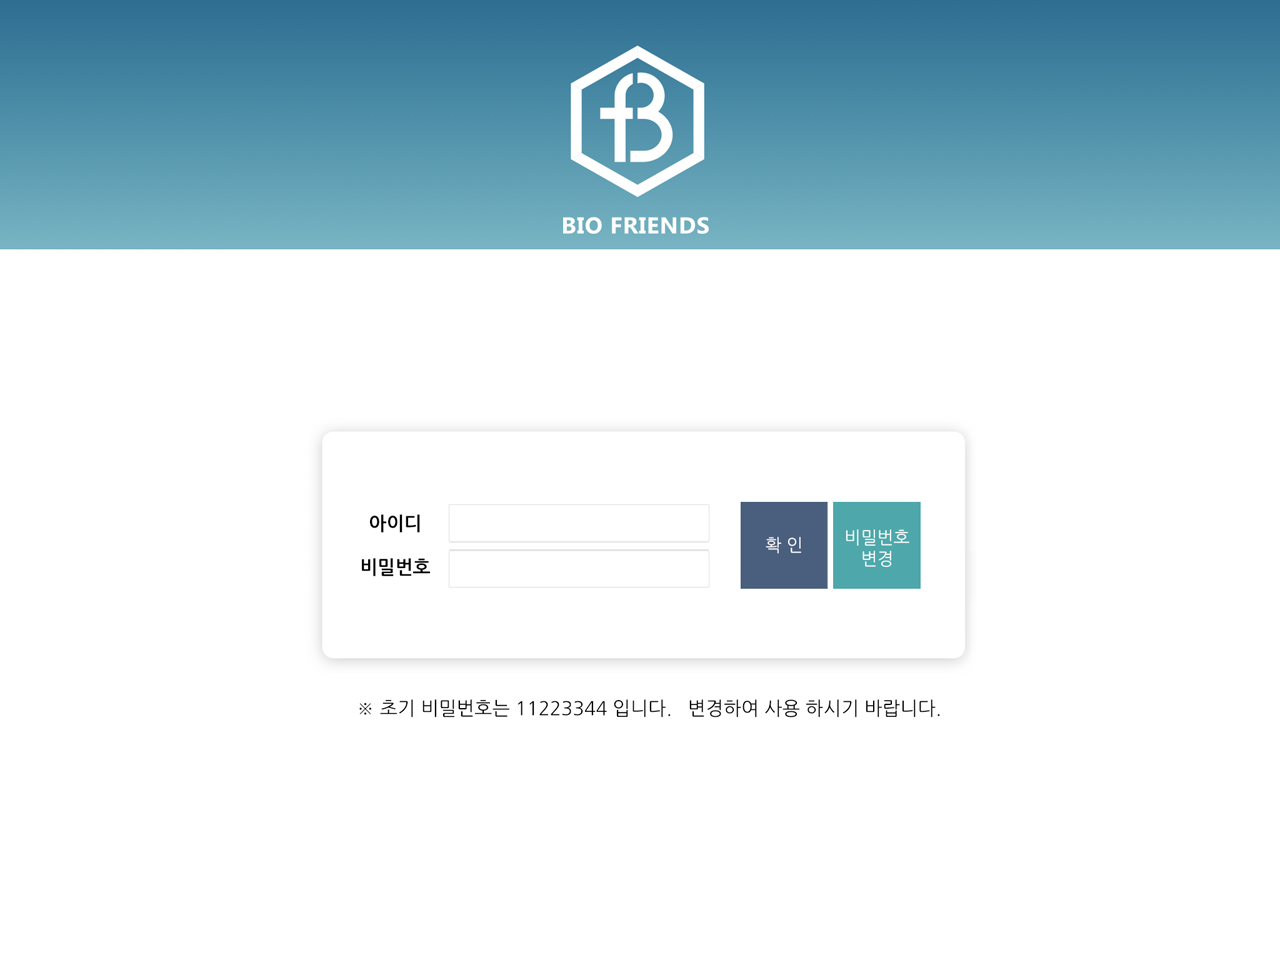 fB
BIO FRIENDS
아이디
비밀번호
확 인
비밀번호
변경
※ 초기 비밀번호는 11223344 입니다.   변경하여 사용 하시기 바랍니다.